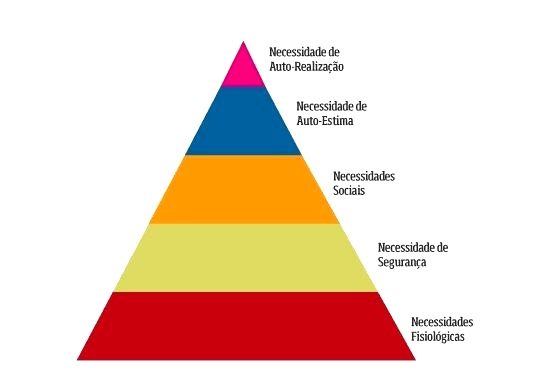 Necessidade de
Auto-Realização
Necessidade de
Auto-Estima
Necessidades
Sociais
Necessidade de
Segurança
Necessidades
Fisiológicas